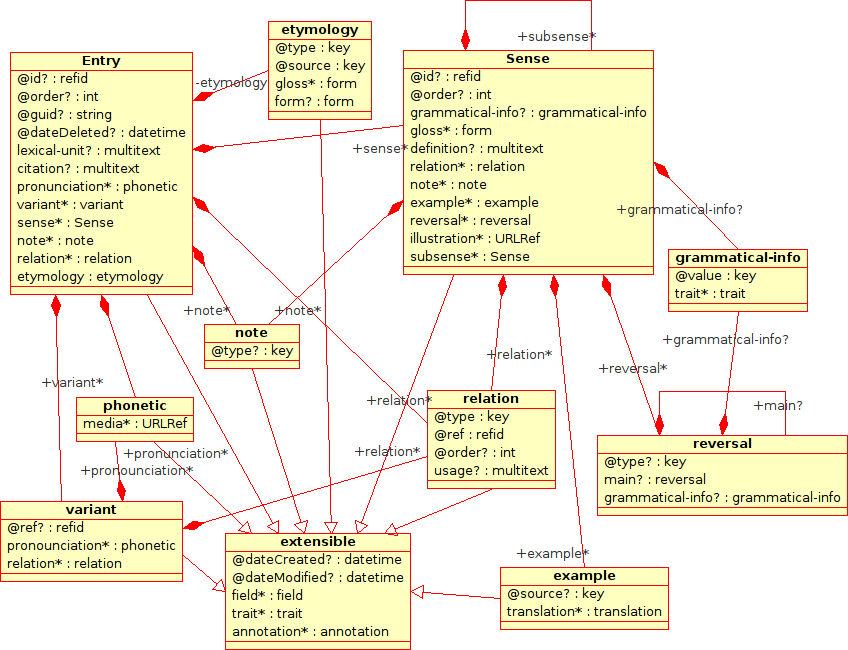 +subsense*
etymology
@type : key
@source : key
gloss* : form
form? : form
-etymology
Entry
@id? : refid
@order? : int
@guid? : string
@dateDeleted? : datetime
lexical-unit? : multitext
citation? : multitext
pronunciation* : phonetic
variant* : variant
sense* : Sense
note* : note
relation* : relation
etymology : etymology
Sense
@id? : refid
@order? : int
grammatical-info? : grammatical-info
gloss* : form
definition? : multitext
relation* : relation
note* : note
example* : example
reversal* : reversal
illustration* : URLRef
subsense* : Sense
+sense*
+grammatical-info?
grammatical-info
@value : key
trait* : trait
+note*
+note*
note
@type? : key
+grammatical-info?
+relation*
+reversal*
+variant*
phonetic
media* : URLRef
+relation*
relation
@type : key
@ref : refid
@order? : int
usage? : multitext
+main?
reversal
@type? : key
main? : reversal
grammatical-info? : grammatical-info
+pronunciation*
+relation*
+pronounciation*
variant
@ref? : refid
pronounciation* : phonetic
relation* : relation
extensible
@dateCreated? : datetime
@dateModified? : datetime
field* : field
trait* : trait
annotation* : annotation
+example*
example
@source? : key
translation* : translation